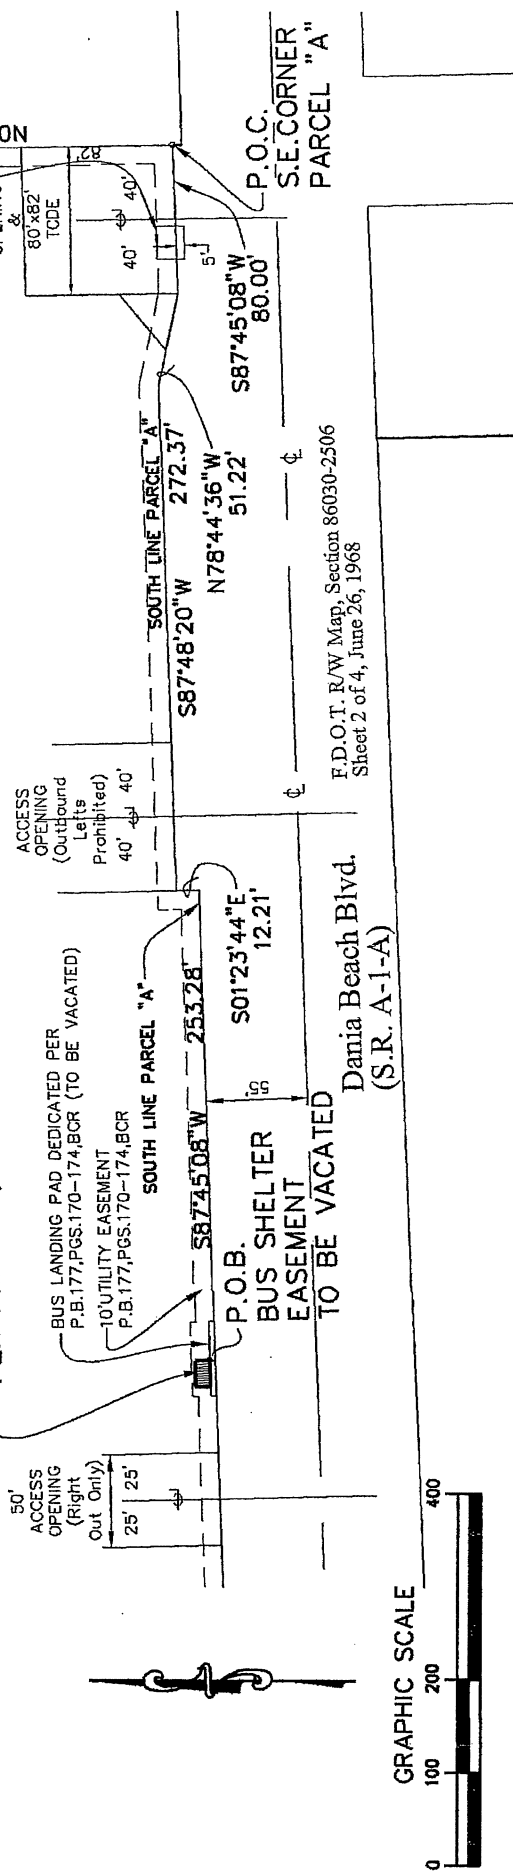 50'
ACCESS
OPENING
(Right
Out Only)
25' 25'
BUS LANDING PAD DEDICATED PER
P.B.177,PGS.170-174,BCR (TO BE VACATED)
10'UTILITY EASEMENT
P.B.177,PGS.170-174,BCR
SOUTH LINE PARCEL "A"
S87°45'08"W 253.28'
P.O.B.
BUS SHELTER
EASEMENT
TO BE VACATED
55'
S01°23'44"E
12.21'
ACCESS
OPENING
(Outbound
Lefts
Prohibited)
40' 40'
SOUTH LINE PARCEL "A"
S87°48'20"W 272.37'
N78°44'36"W
51.22'
&
80'x82'
TCDE
82'
40' 40'
5'
S87°45'08"W
80.00'
P.O.C.
S.E.CORNER
PARCEL "A"
Dania Beach Blvd.
(S.R. A-1-A)
F.D.O.T. R/W Map, Section 86030-2506
Sheet 2 of 4, June 26, 1968
GRAPHIC SCALE
0 100 200 400